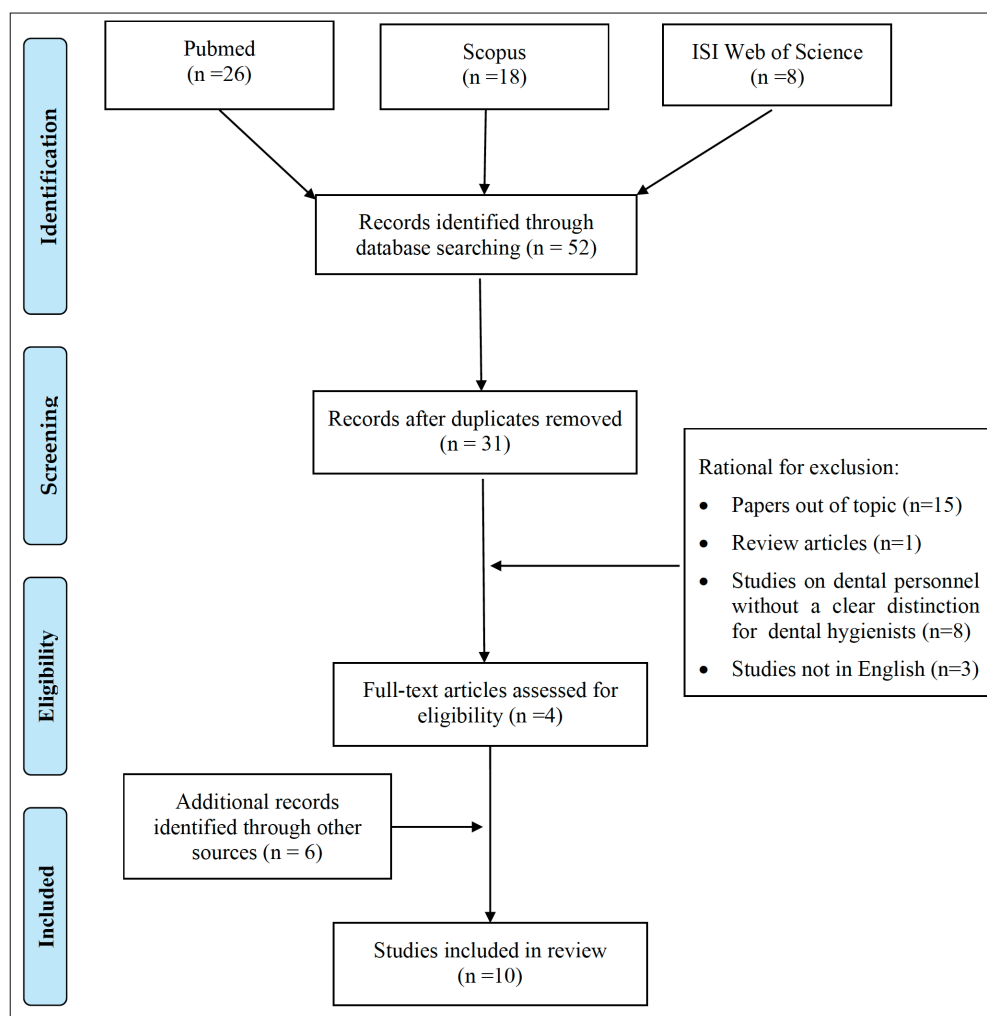 Identification
Pubmed
(n =26)
Scopus
(n =18)
ISI Web of Science
(n =8)
Records identified through
database searching (n = 52)
Screening
Records after duplicates removed
(n = 31)
Rational for exclusion:
• Papers out of topic (n=15)
• Review articles (n=1)
• Studies on dental personnel
without a clear distinction
for dental hygienists (n=8)
• Studies not in English (n=3)
Eligibility
Full-text articles assessed for
eligibility (n =4)
Included
Additional records
identified through other
sources (n = 6)
Studies included in review
(n =10)